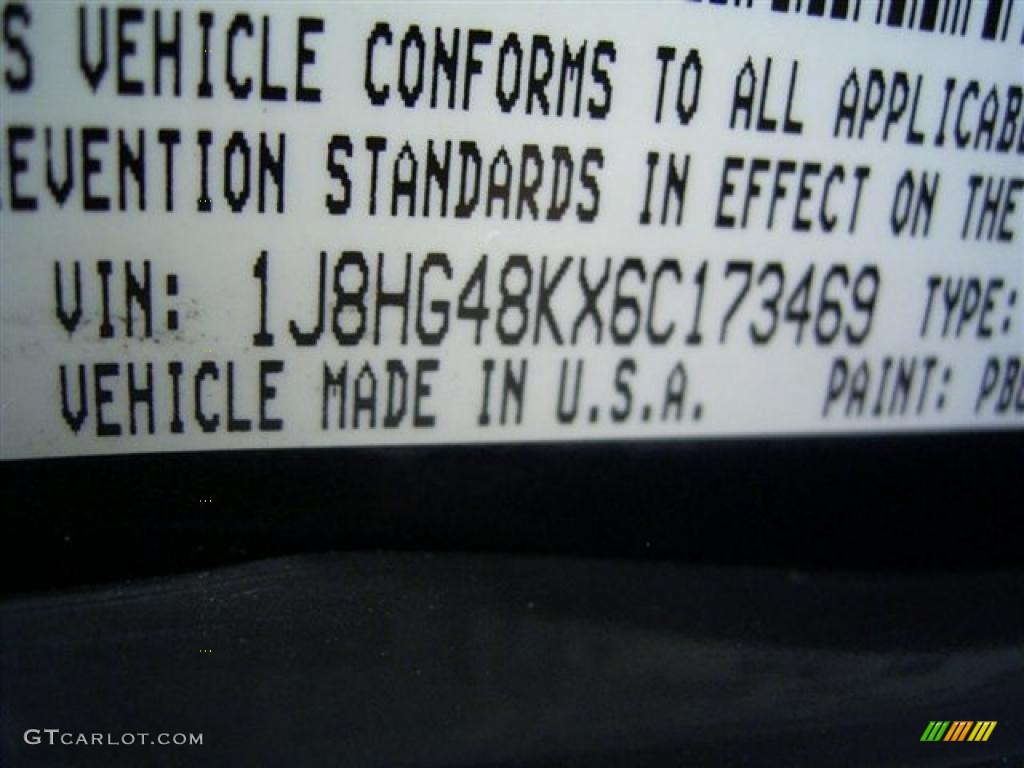 S VEHICLE CONFORMS TO ALL APPLICAB
EVENTION STANDARDS IN EFFECT ON THE
VIN: 1J8HG48KX6C173469 TYPE:
VEHICLE MADE IN U.S.A. PAINT: PB
GTCARLOT.COM